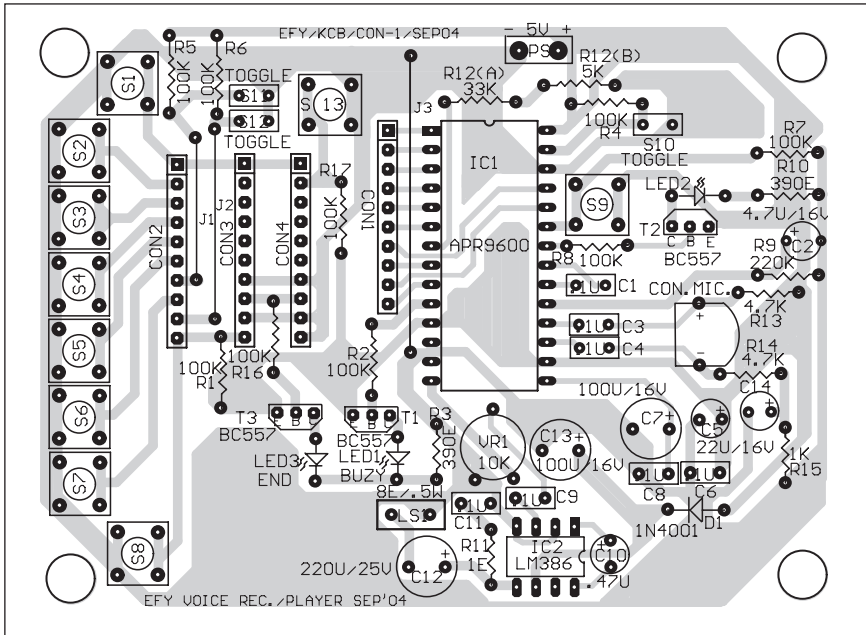 EFY/KCB/CON-1/SEP04
- 5V +
PS
R5
100K
R6
100K
S1
TOGGLE
S11
S12
TOGGLE
S 13
J3
R12(A)
33K
R12(B)
5K
100K
R4
S10
TOGGLE
R7
100K
R10
390E
4.7U/16V
C2
S2
S3
S4
S5
S6
S7
S8
CON2
J1
J2
CON3
CON4
R17
100K
CON1
IC1
APR9600
S9
LED2
T2
C B E
BC557
R8
100K
.1U
C1
CON.MIC.
+
-
R9
220K
4.7K
R13
.1U
C3
.1U
C4
R14
4.7K
C14
+
100K
R1
100K
R16
R2
100K
T3
E B C
BC557
LED3
END
E B C
T1
BC557
LED1
BUZY
R3
390E
VR1
10K
C13
+
100U/16V
100U/16V
C7
+
C5
+
22U/16V
1K
R15
.1U
C8
.1U
C6
1N4001
D1
8E/.5W
LS1
.1U
C11
.1U
C9
220U/25V
C12
+
R11
1E
IC2
LM386
C10
+
.47U
EFY VOICE REC./PLAYER SEP'04